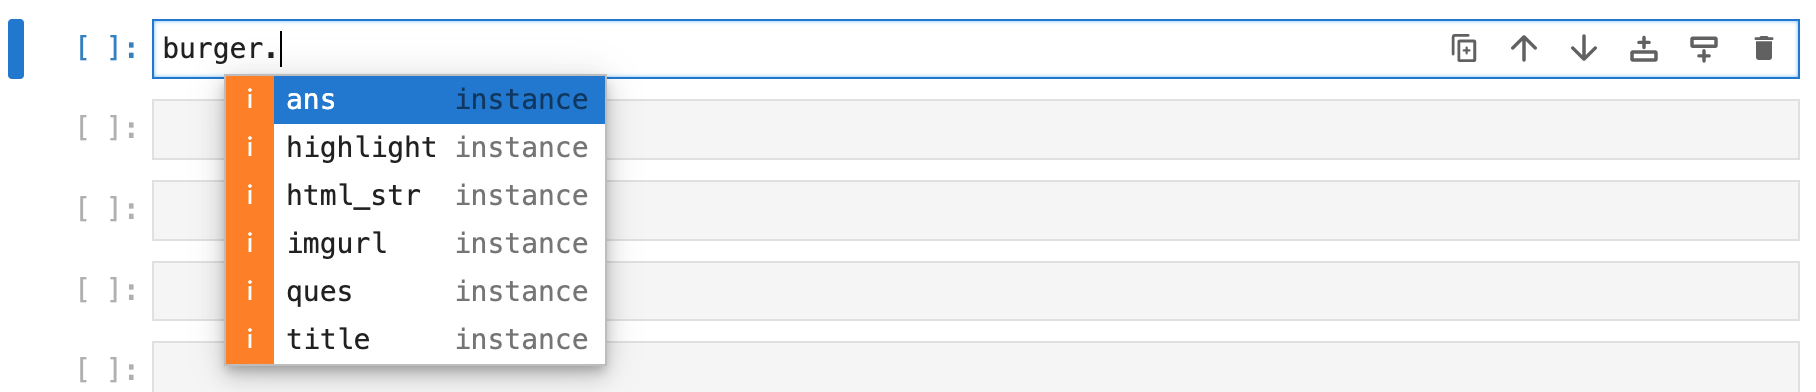 [ ]: burger.
i ans instance
[ ]:
i highlight instance
i html_str instance
[ ]:
i imgurl instance
i ques instance
[ ]:
i title instance
[ ]: